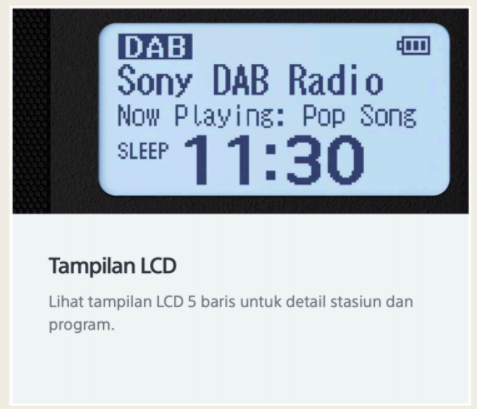 DAB
Sony DAB Radio
Now Playing: Pop Song
SLEEP 11:30
Tampilan LCD
Lihat tampilan LCD 5 baris untuk detail stasiun dan
program.